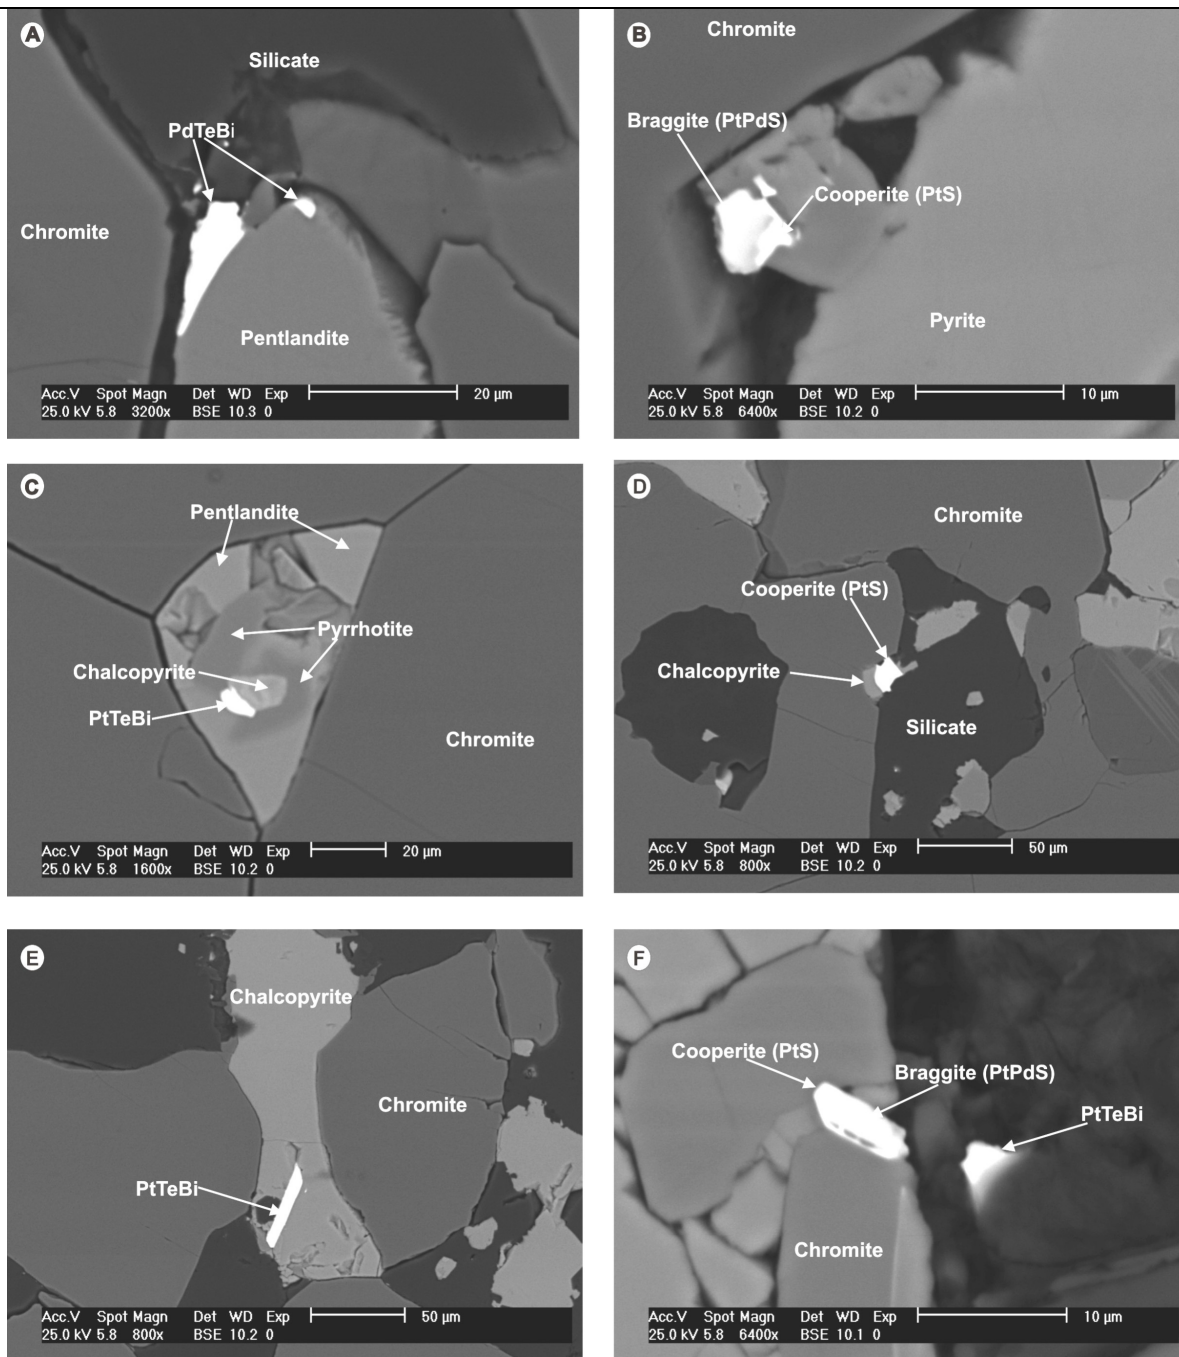 A
Silicate
PdTeBi
Chromite
Pentlandite
Acc.V Spot Magn Det WD Exp 20 µm
25.0 kV 5.8 3200x BSE 10.3 0
B
Chromite
Braggite (PtPdS)
Cooperite (PtS)
Pyrite
Acc.V Spot Magn Det WD Exp 10 µm
25.0 kV 5.8 6400x BSE 10.2 0
C
Pentlandite
Pyrrhotite
Chalcopyrite
PtTeBi
Chromite
Acc.V Spot Magn Det WD Exp 20 µm
25.0 kV 5.8 1600x BSE 10.2 0
D
Chromite
Cooperite (PtS)
Chalcopyrite
Silicate
Acc.V Spot Magn Det WD Exp 50 µm
25.0 kV 5.8 800x BSE 10.2 0
E
Chalcopyrite
Chromite
PtTeBi
Acc.V Spot Magn Det WD Exp 50 µm
25.0 kV 5.8 800x BSE 10.2 0
F
Cooperite (PtS)
Braggite (PtPdS)
PtTeBi
Chromite
Acc.V Spot Magn Det WD Exp 10 µm
25.0 kV 5.8 6400x BSE 10.1 0